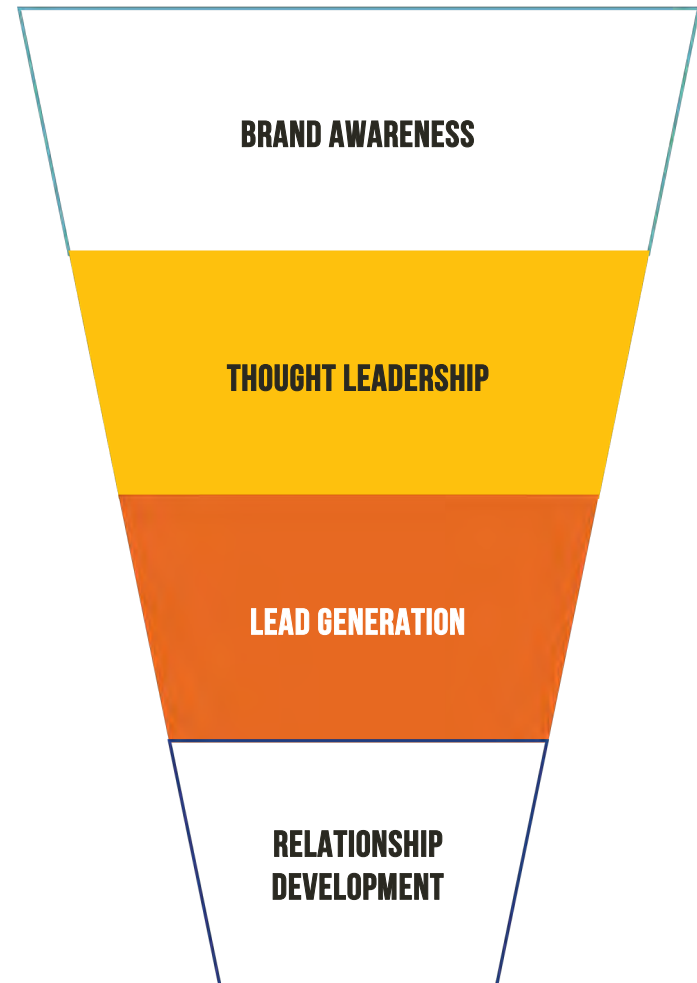 BRAND AWARENESS
THOUGHT LEADERSHIP
LEAD GENERATION
RELATIONSHIP
DEVELOPMENT